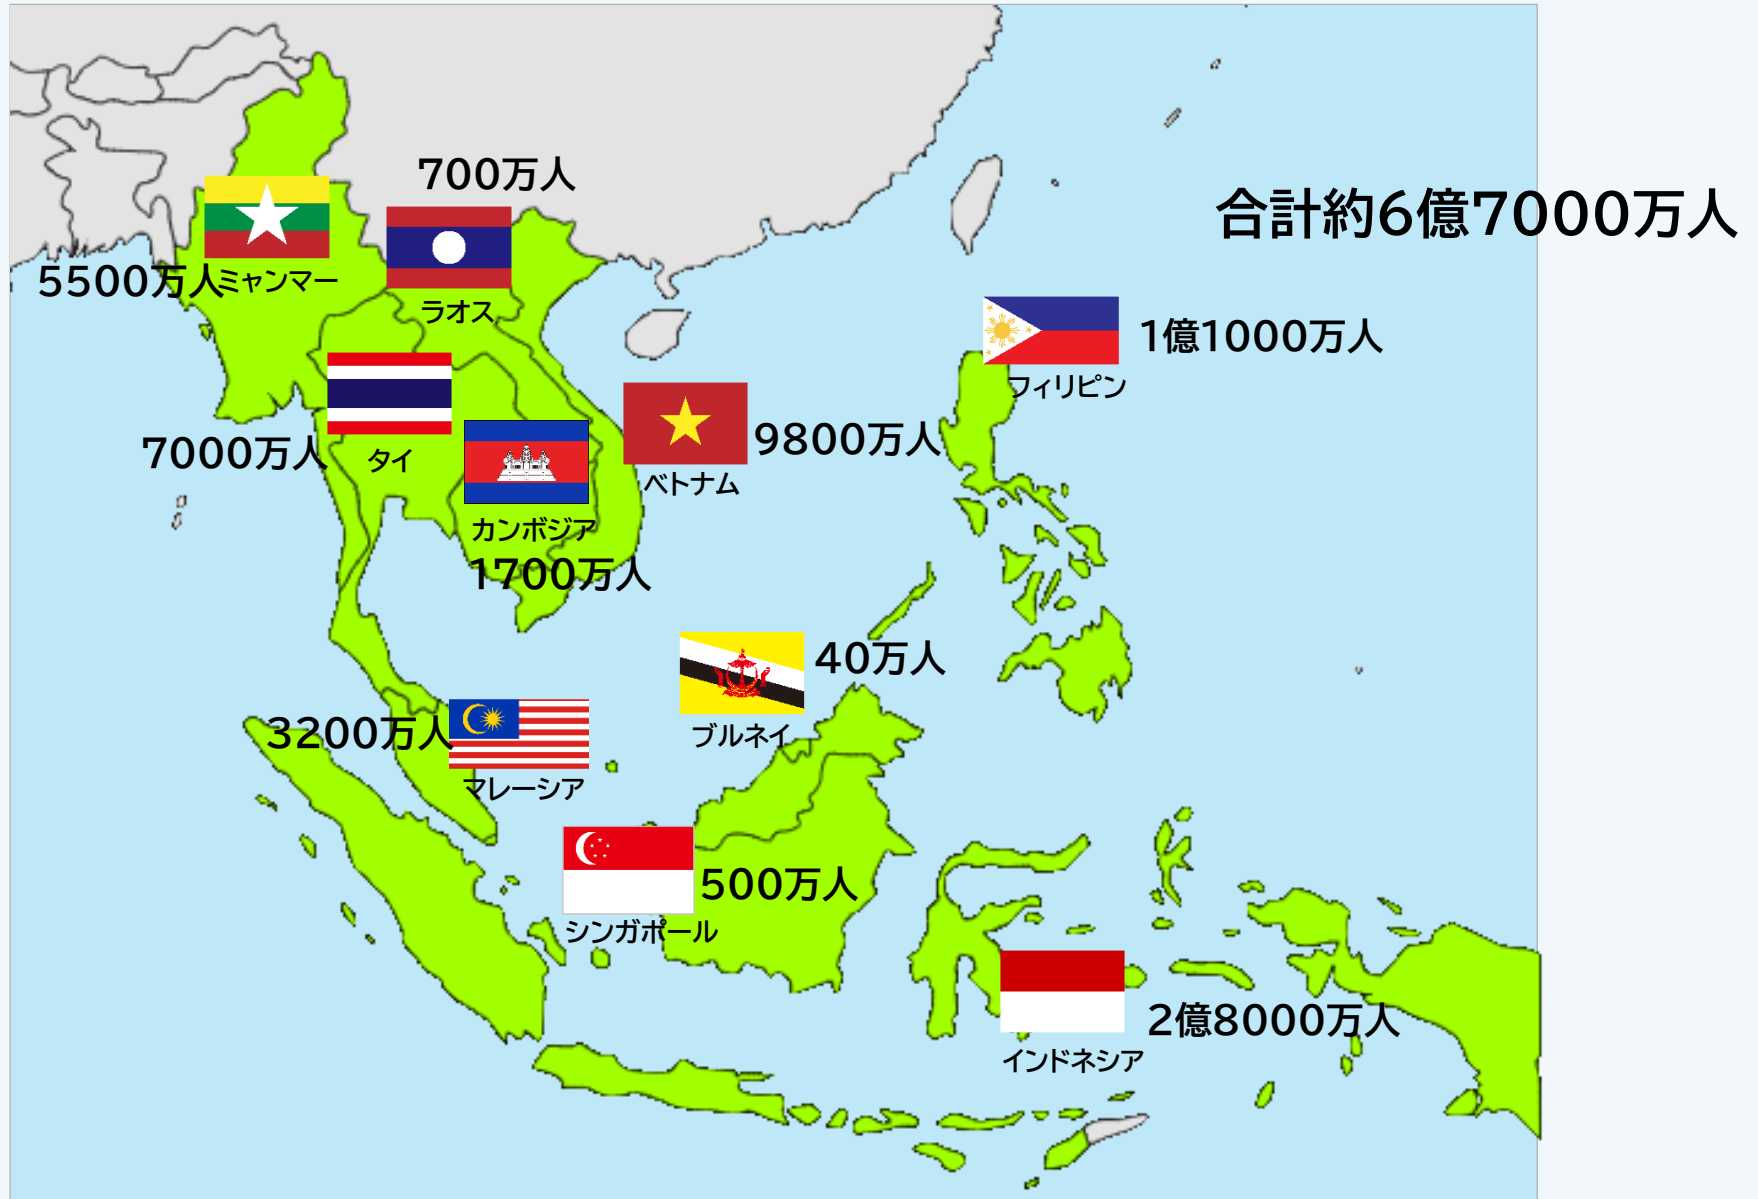 700万人
合計約6億7000万人
5500万人
ミャンマー
ラオス
1億1000万人
フィリピン
7000万人
タイ
9800万人
ベトナム
カンボジア
1700万人
40万人
ブルネイ
3200万人
マレーシア
500万人
シンガポール
2億8000万人
インドネシア